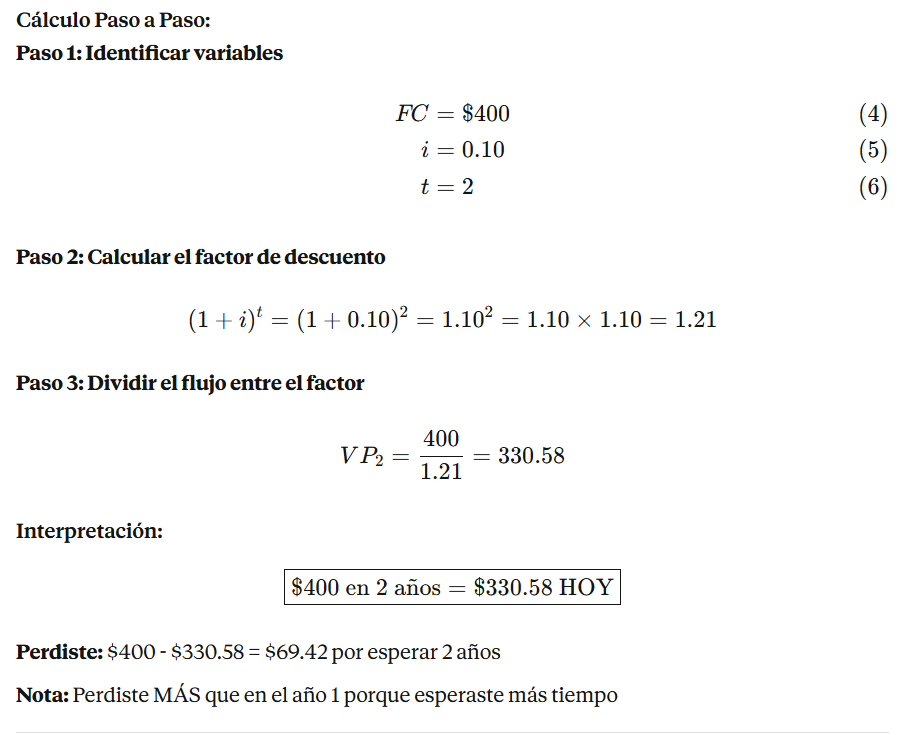 Cálculo Paso a Paso:
Paso 1: Identificar variables
FC = $400 (4)
i = 0.10 (5)
t = 2 (6)
Paso 2: Calcular el factor de descuento
(1 + i)^t = (1 + 0.10)^2 = 1.10^2 = 1.10 × 1.10 = 1.21
Paso 3: Dividir el flujo entre el factor
VP_2 = 400/1.21 = 330.58
Interpretación:
$400 en 2 años = $330.58 HOY
Perdiste: $400 - $330.58 = $69.42 por esperar 2 años
Nota: Perdiste MÁS que en el año 1 porque esperaste más tiempo